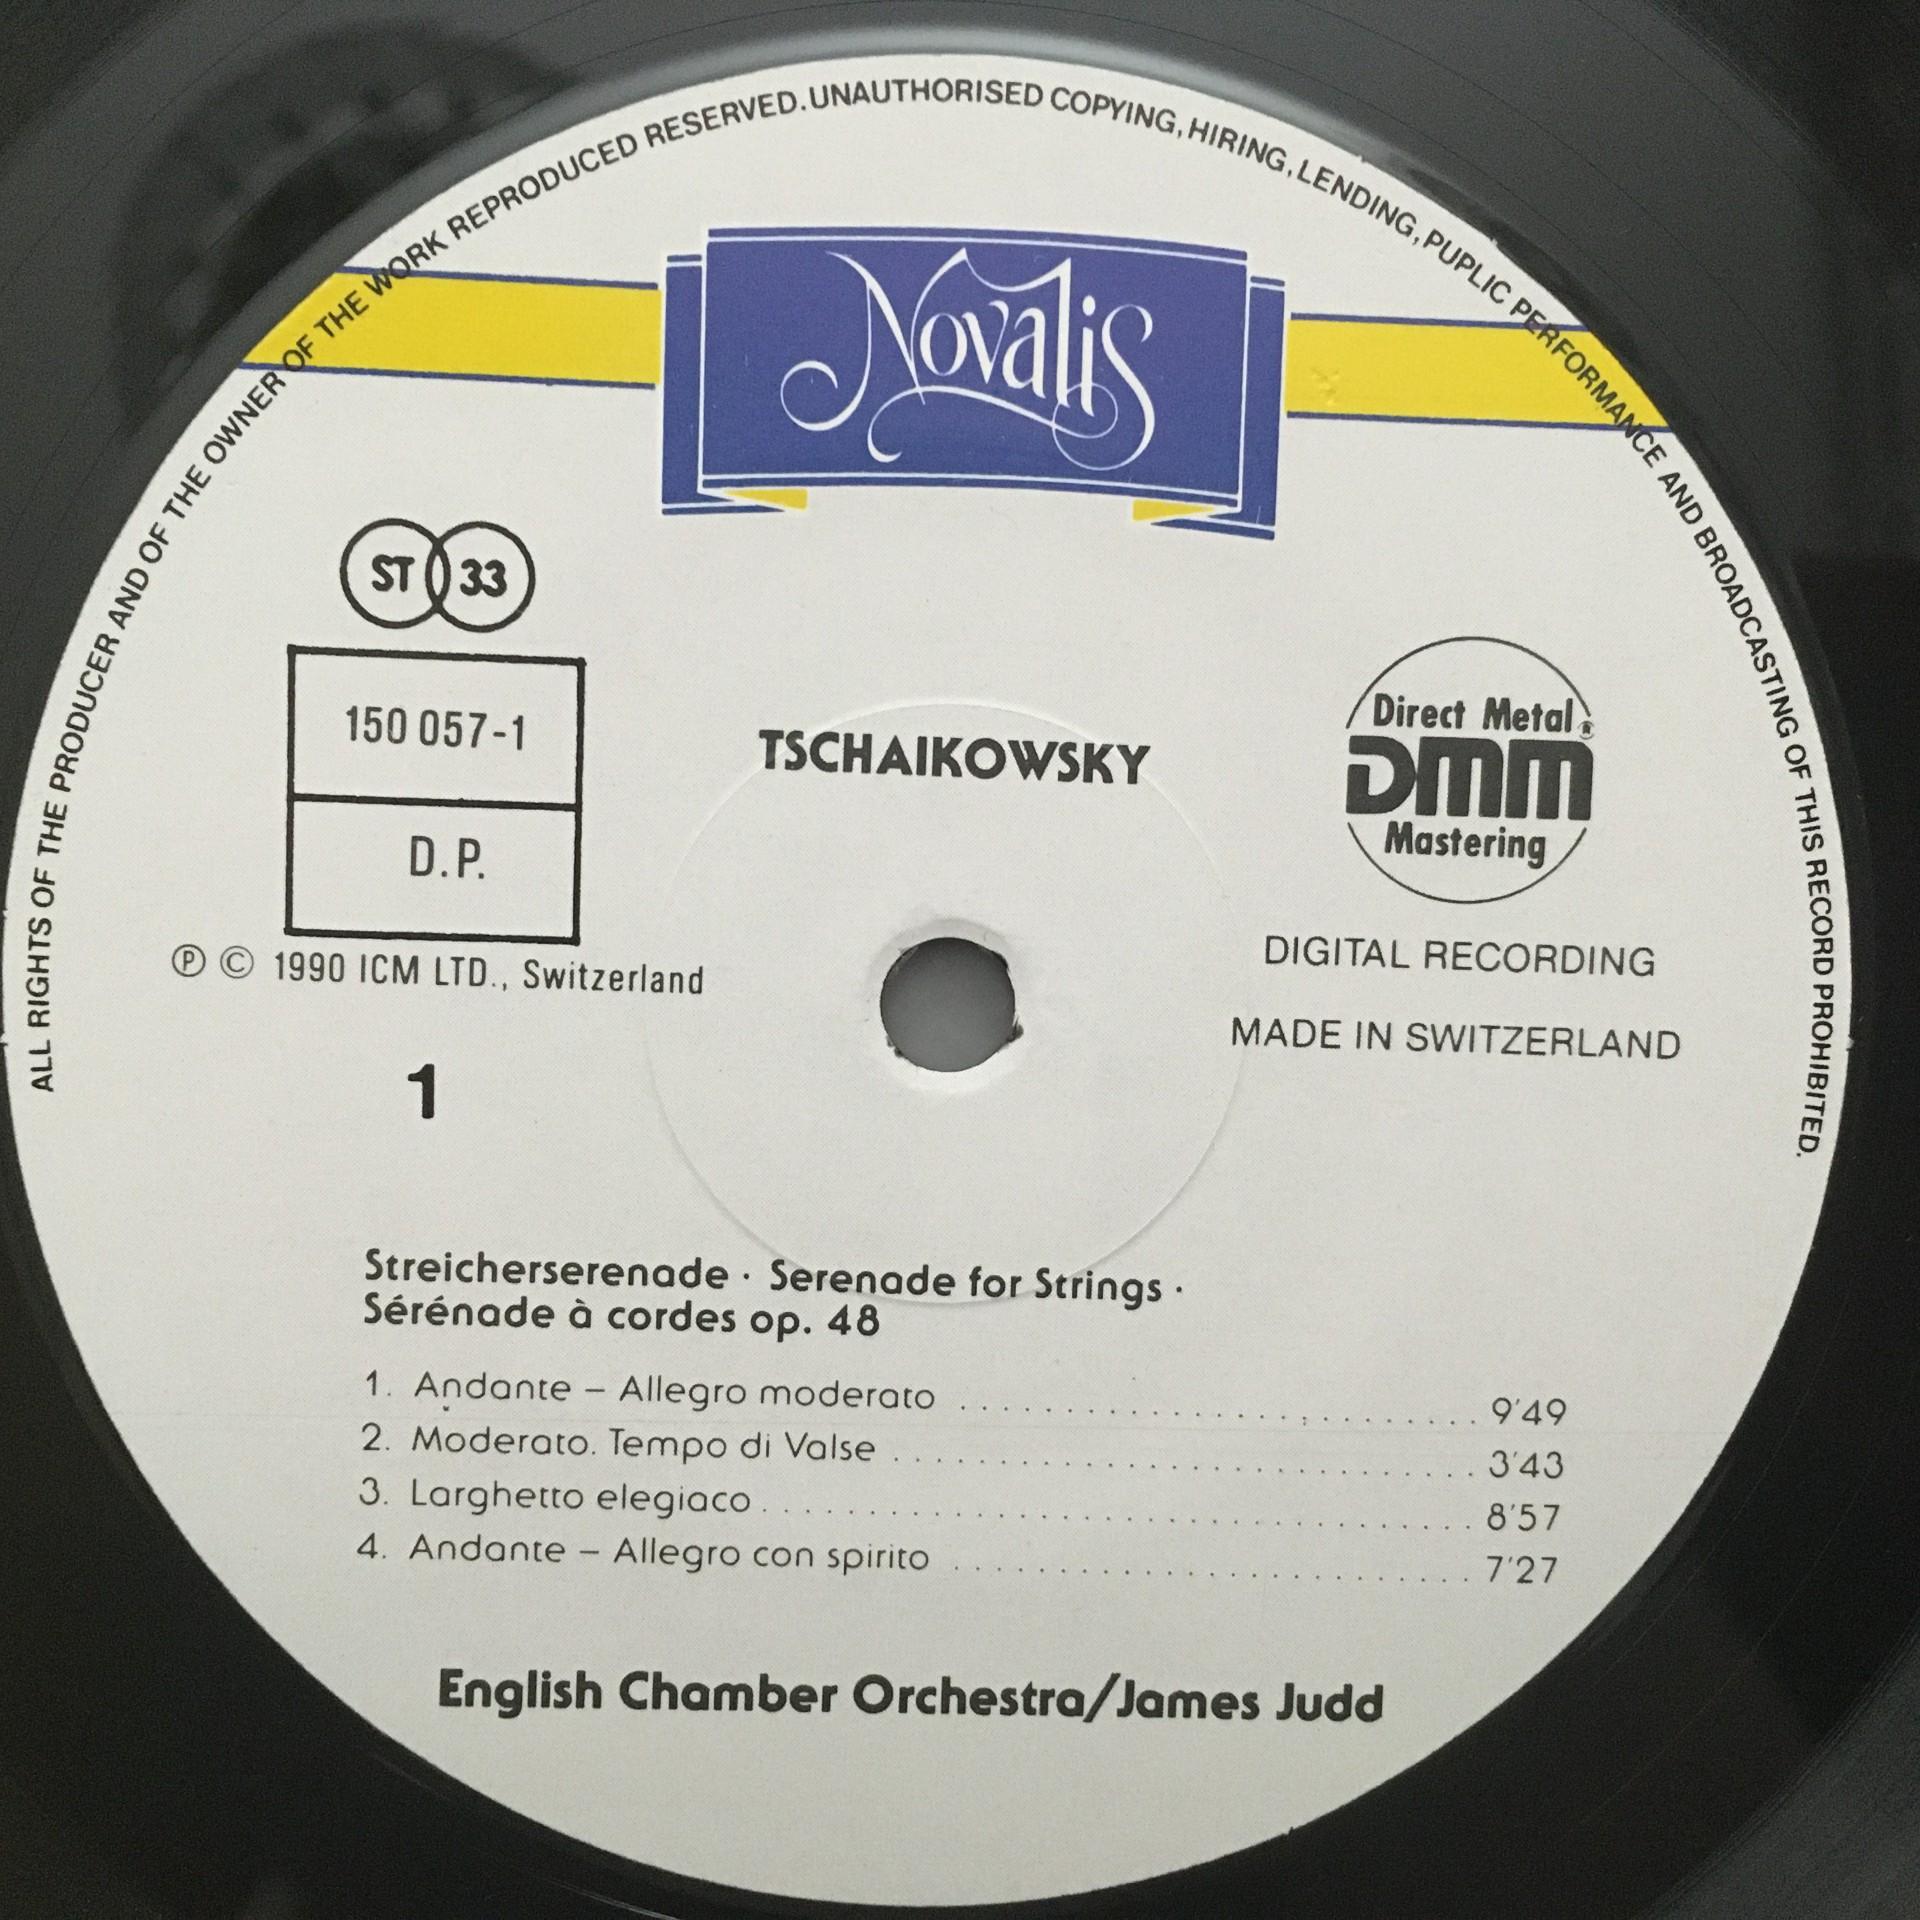 ALL RIGHTS OF THE PRODUCER AND OF THE OWNER OF THE WORK REPRODUCED RESERVED. UNAUTHORISED COPYING, HIRING, LENDING, PUPLIC PERFORMANCE AND BROADCASTING OF THIS RECORD PROHIBITED.
Novalis
ST 33
150 057-1
D.P.
℗ © 1990 ICM LTD., Switzerland
1
TSCHAIKOWSKY
Direct Metal ®
DMM
Mastering
DIGITAL RECORDING
MADE IN SWITZERLAND
Streicherserenade · Serenade for Strings ·
Sérénade à cordes op. 48
1. Andante – Allegro moderato .......................... 9'49
2. Moderato. Tempo di Valse .......................... 3'43
3. Larghetto elegiaco .......................... 8'57
4. Andante – Allegro con spirito .......................... 7'27
English Chamber Orchestra/James Judd